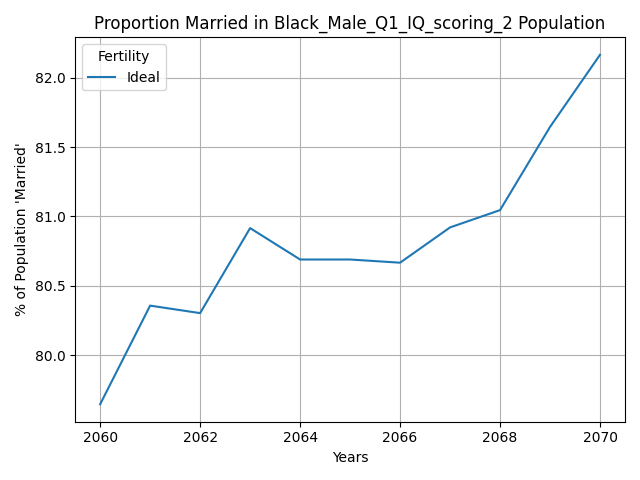 Proportion Married in Black_Male_Q1_IQ_scoring_2 Population
Fertility
Ideal
82.0
81.5
81.0
80.5
80.0
% of Population 'Married'
2060
2062
2064
2066
2068
2070
Years